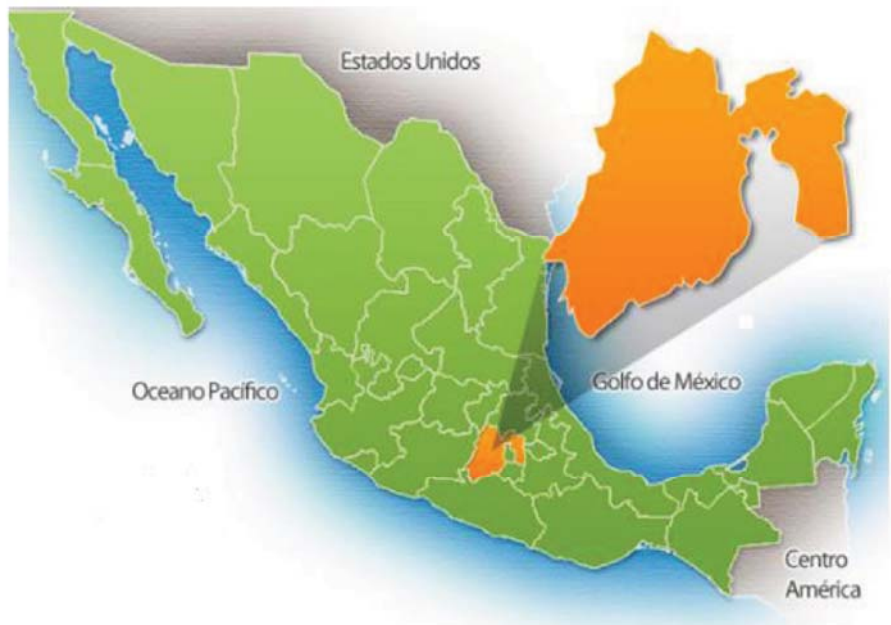 Estados Unidos
Oceano Pacífico
Golfo de México
Centro
América